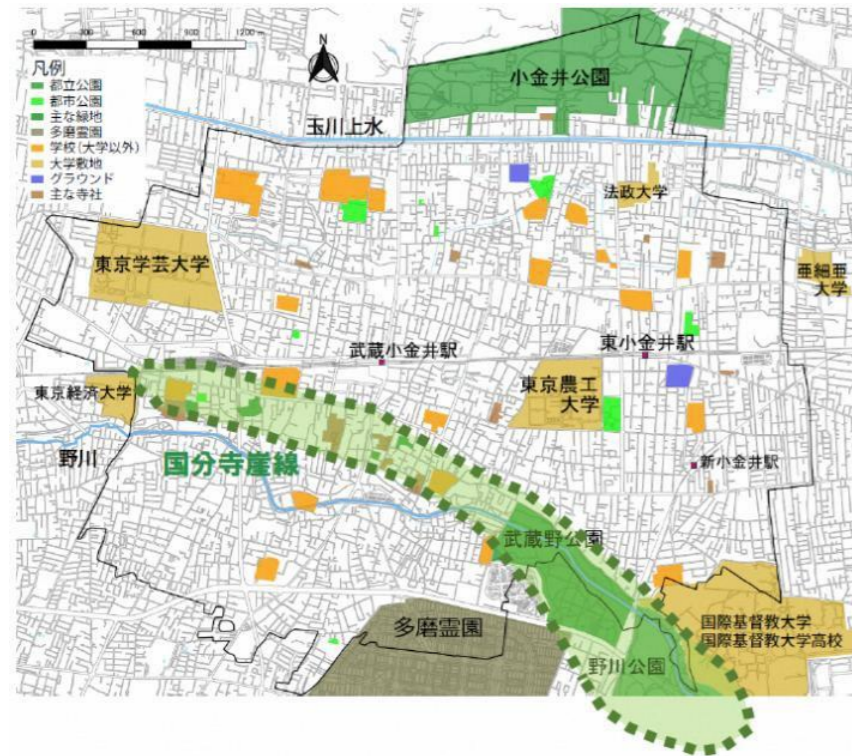 0 300 600 900 1200 m
N
凡例
都立公園
都市公園
主な緑地
多磨霊園
学校(大学以外)
大学敷地
グラウンド
主な寺社
小金井公園
玉川上水
法政大学
東京学芸大学
亜細亜
大学
武蔵小金井駅
東小金井駅
東京経済大学
東京農工
大学
野川
国分寺崖線
新小金井駅
武蔵野公園
多磨霊園
国際基督教大学
国際基督教大学高校
野川公園